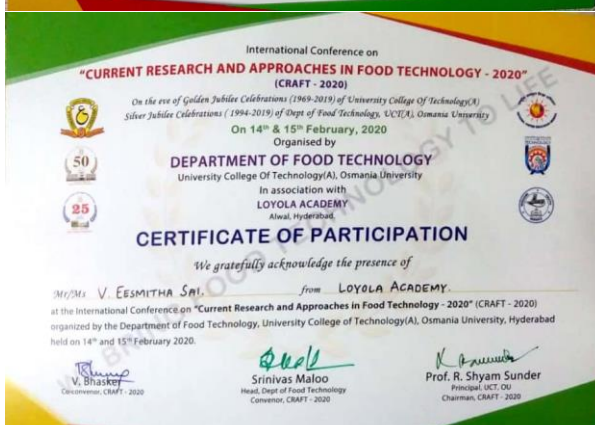 International Conference on
"CURRENT RESEARCH AND APPROACHES IN FOOD TECHNOLOGY - 2020"
(CRAFT - 2020)
On the eve of Golden Jubilee Celebrations (1969-2019) of University College Of Technology(A)
Silver Jubilee Celebrations ( 1994-2019) of Dept of Food Technology, UCT(A), Osmania University
On 14th & 15th February, 2020
Organised by
DEPARTMENT OF FOOD TECHNOLOGY
University College Of Technology(A), Osmania University
In association with
LOYOLA ACADEMY
Alwal, Hyderabad.
50
25
CERTIFICATE OF PARTICIPATION
We gratefully acknowledge the presence of
Mr/Ms V. EESMITHA SAI. from LOYOLA ACADEMY.
at the International Conference on "Current Research and Approaches in Food Technology - 2020" (CRAFT - 2020)
organized by the Department of Food Technology, University College of Technology(A), Osmania University, Hyderabad
held on 14th and 15th February 2020.
V. Bhasker
Coconvenor, CRAFT - 2020
Srinivas Maloo
Head, Dept of Food Technology
Convenor, CRAFT - 2020
Prof. R. Shyam Sunder
Principal, UCT, OU
Chairman, CRAFT - 2020
FOOD TECHNOLOGY TO LIFE